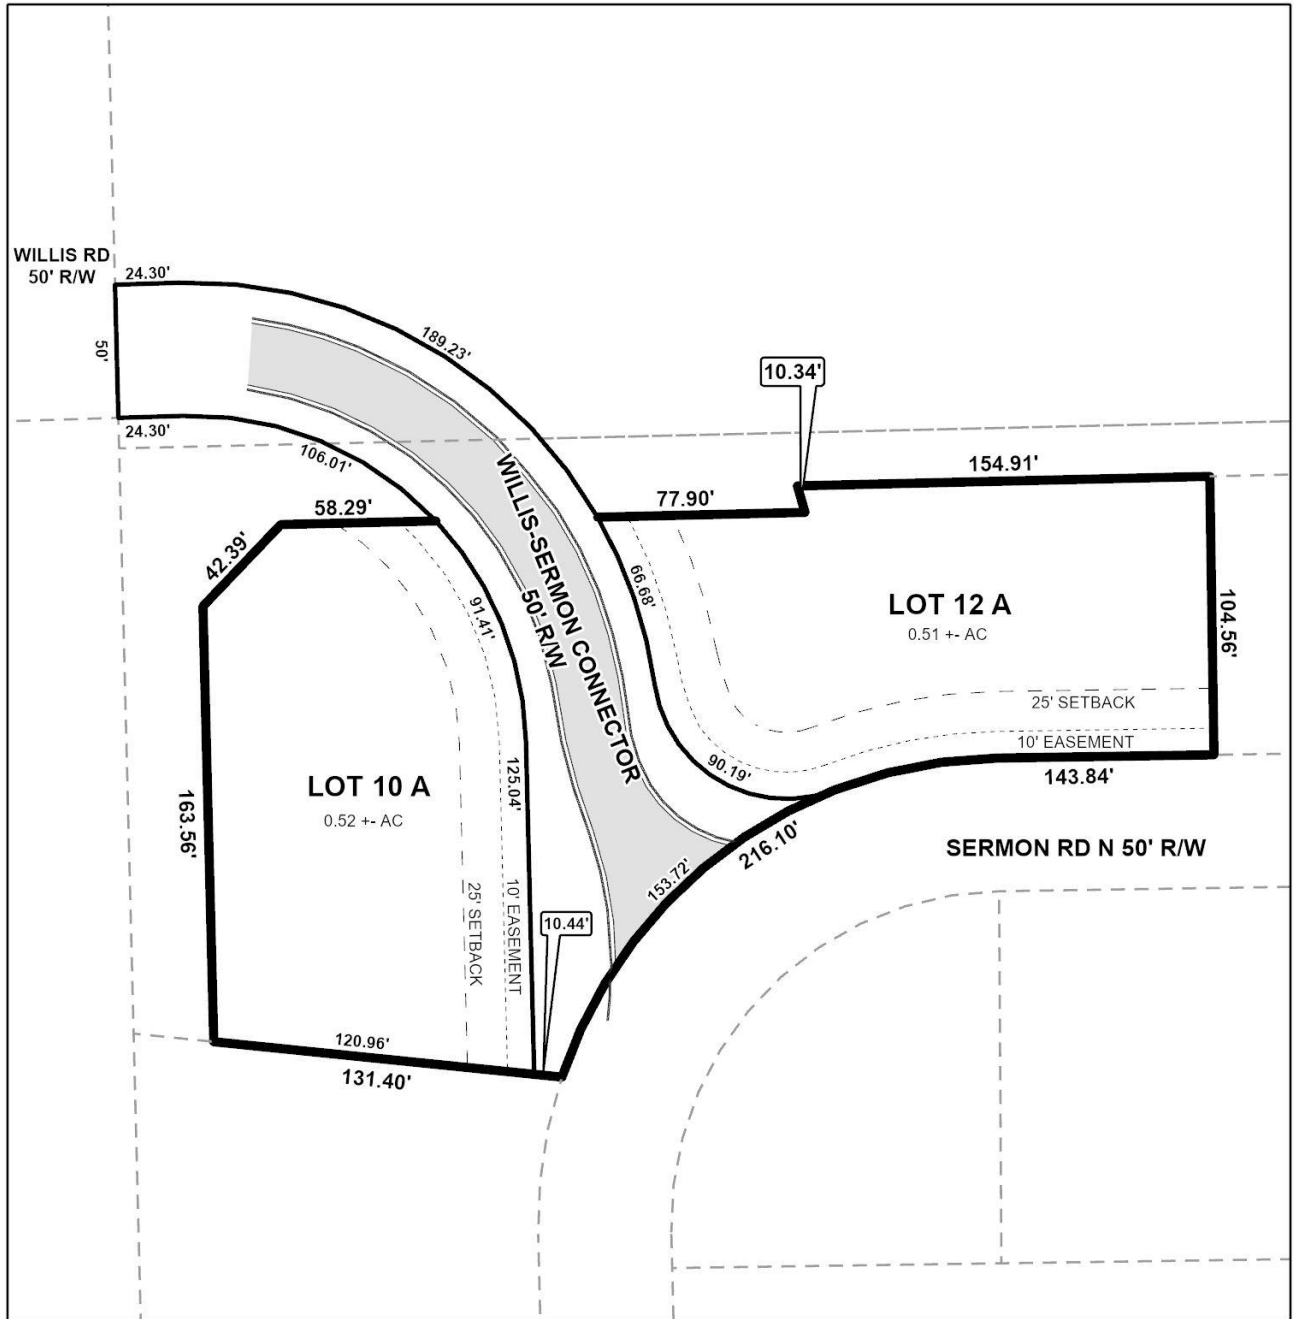 WILLIS RD
50' R/W
24.30'
189.23'
50'
10.34'
24.30'
106.01'
154.91'
77.90'
58.29'
42.39'
WILLIS-SERMON CONNECTOR
50' R/W
66.68'
91.41'
LOT 12 A
0.51 +- AC
104.56'
25' SETBACK
10' EASEMENT
90.19'
143.84'
LOT 10 A
0.52 +- AC
125.04'
163.56'
216.10'
SERMON RD N 50' R/W
153.72'
25' SETBACK
10' EASEMENT
10.44'
120.96'
131.40'